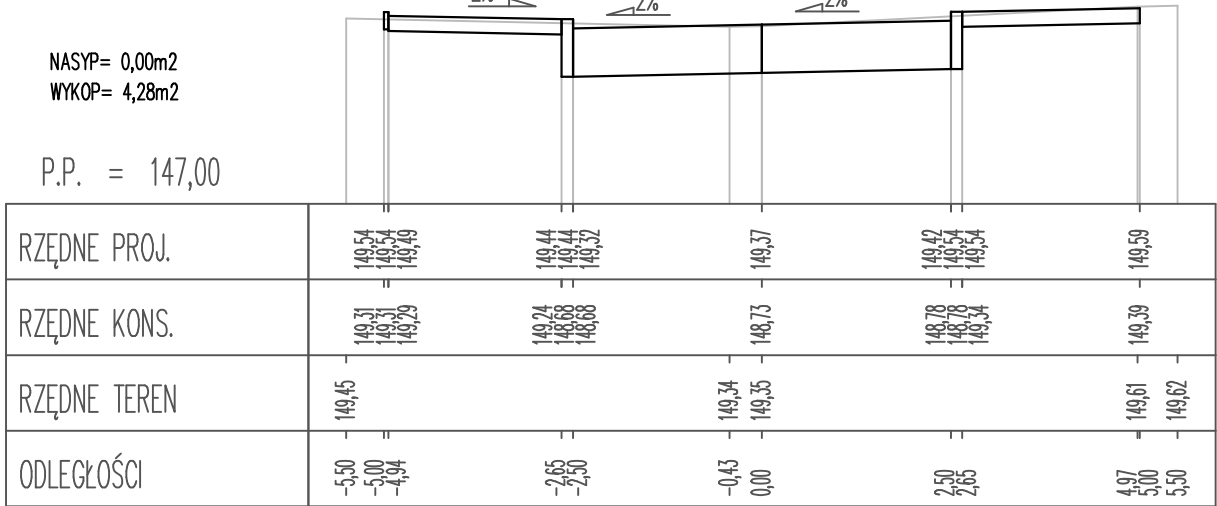 2% 2% 2%
NASYP= 0,00m2
WYKOP= 4,28m2
P.P. = 147,00
RZĘDNE PROJ. 149,54 149,54 149,49 149,44 149,44 149,32 149,37 149,42 149,54 149,54 149,59
RZĘDNE KONS. 149,31 149,31 149,29 149,24 148,68 148,68 148,73 148,78 148,78 149,34 149,39
RZĘDNE TEREN 149,45 149,34 149,35 149,61 149,62
ODLEGŁOŚCI -5,50 -5,00 -4,94 -2,65 -2,50 -0,43 0,00 2,50 2,65 4,97 5,00 5,50